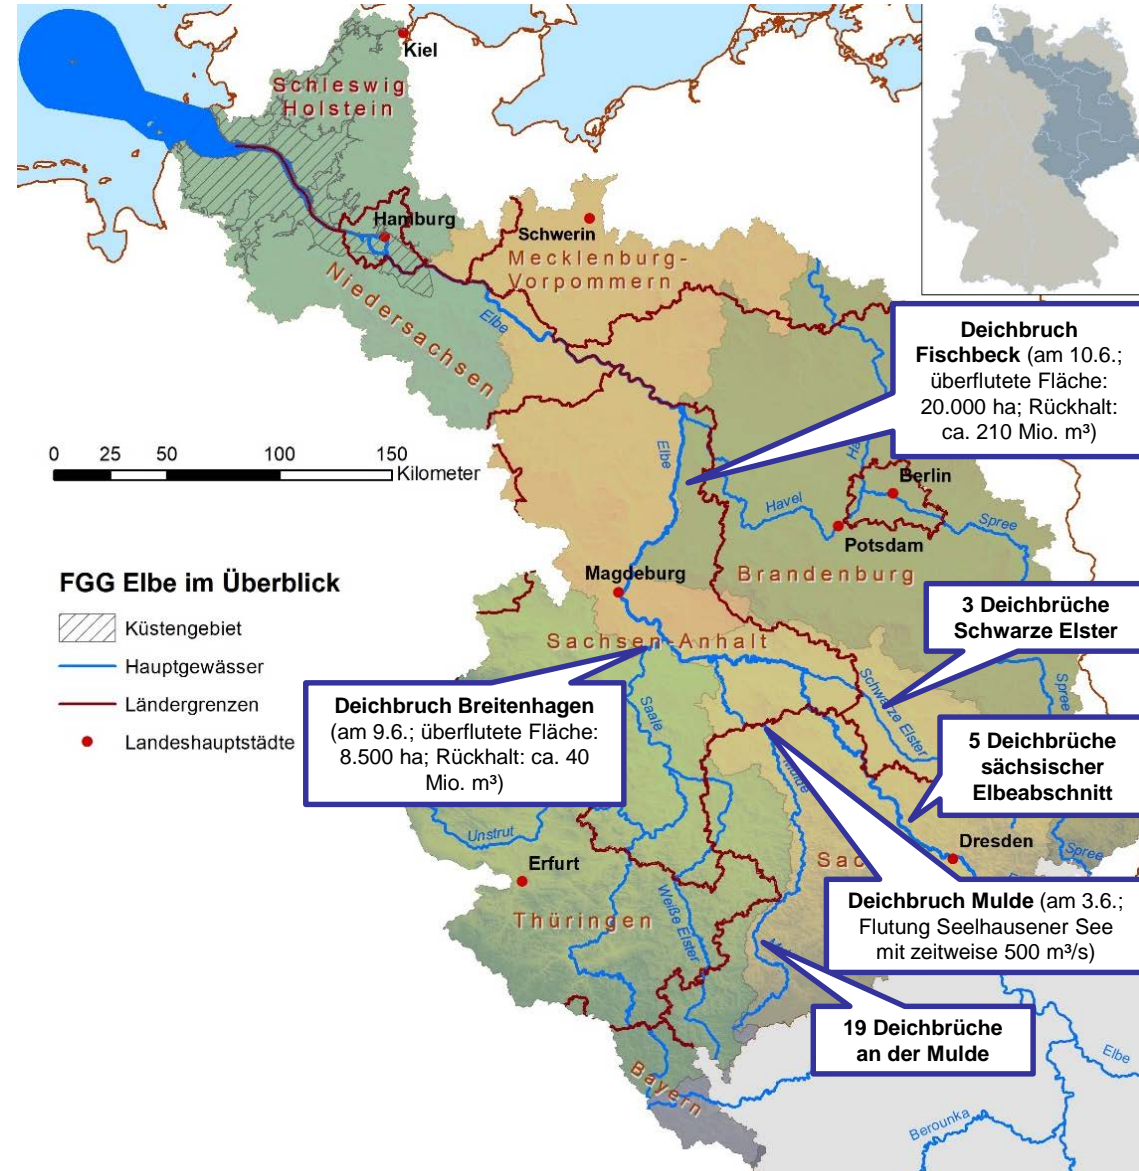 Kiel
Schleswig
Holstein
Hamburg
Schwerin
Mecklenburg-
Vorpommern
Niedersachsen
Elbe
Deichbruch
Fischbeck (am 10.6.;
überflutete Fläche:
20.000 ha; Rückhalt:
ca. 210 Mio. m³)
0 25 50 100 150
Kilometer
Elbe
Berlin
Havel
Spree
Potsdam
FGG Elbe im Überblick
Küstengebiet
Hauptgewässer
Ländergrenzen
Landeshauptstädte
Magdeburg
Brandenburg
3 Deichbrüche
Schwarze Elster
Sachsen-Anhalt
Deichbruch Breitenhagen
(am 9.6.; überflutete Fläche:
8.500 ha; Rückhalt: ca. 40
Mio. m³)
Saale
Schwarze Elster
Spree
5 Deichbrüche
sächsischer
Elbeabschnitt
Mulde
Unstrut
Dresden
Spree
Erfurt
Sac
Thüringen
Weiße Elster
Deichbruch Mulde (am 3.6.;
Flutung Seelhausener See
mit zeitweise 500 m³/s)
19 Deichbrüche
an der Mulde
Bayern
Elbe
Berounka